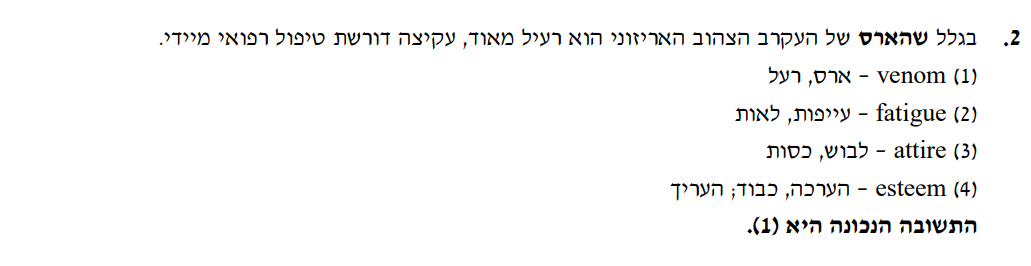 2. בגלל שהארס של העקרב הצהוב האריזוני הוא רעיל מאוד, עקיצה דורשת טיפול רפואי מיידי.
(1) venom – ארס, רעל
(2) fatigue – עייפות, לאות
(3) attire – לבוש, כסות
(4) esteem – הערכה, כבוד; העריך
התשובה הנכונה היא (1).